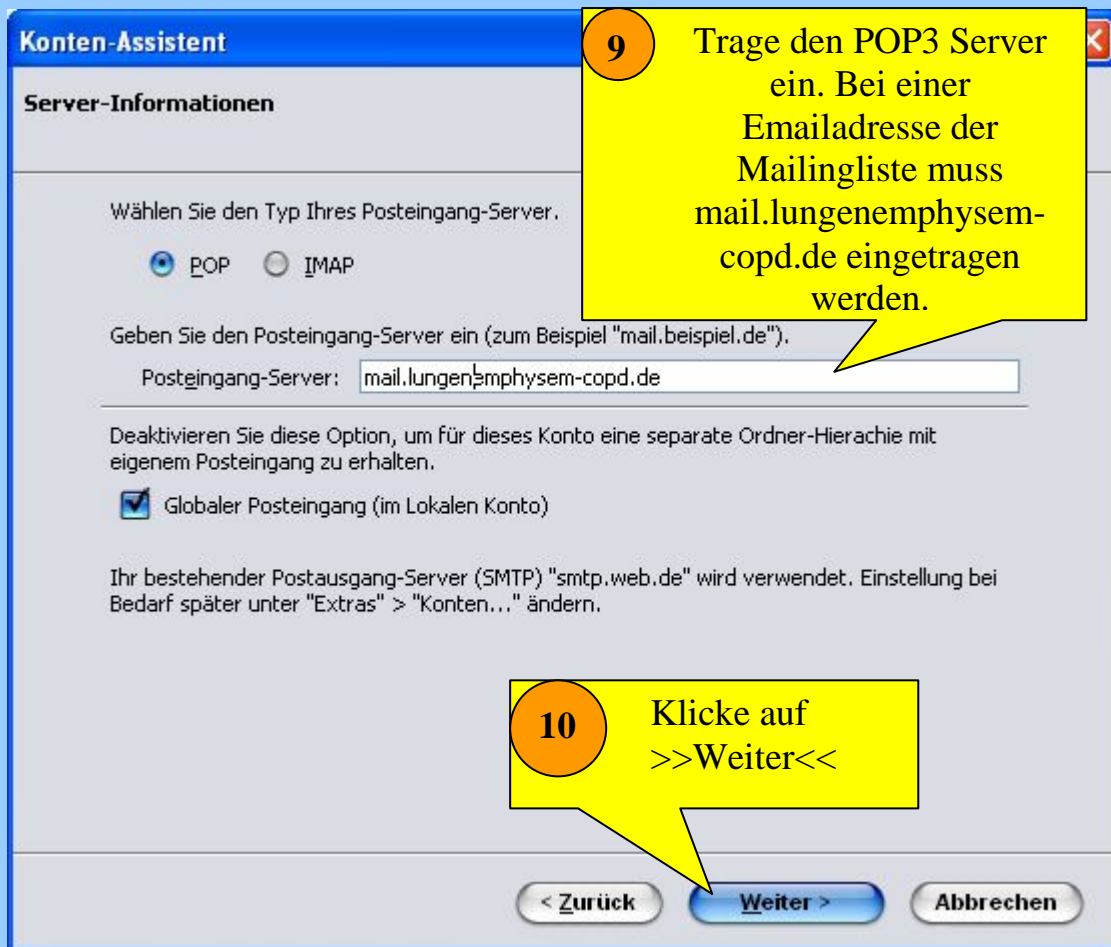 Konten-Assistent
9
Trage den POP3 Server
ein. Bei einer
Emailadresse der
Mailingliste muss
mail.lungenemphysem-
copd.de eingetragen
werden.
Server-Informationen
Wählen Sie den Typ Ihres Posteingang-Server.
POP IMAP
Geben Sie den Posteingang-Server ein (zum Beispiel "mail.beispiel.de").
Posteingang-Server: mail.lungenemphysem-copd.de
Deaktivieren Sie diese Option, um für dieses Konto eine separate Ordner-Hierachie mit
eigenem Posteingang zu erhalten.
Globaler Posteingang (im Lokalen Konto)
Ihr bestehender Postausgang-Server (SMTP) "smtp.web.de" wird verwendet. Einstellung bei
Bedarf später unter "Extras" > "Konten..." ändern.
10
Klicke auf
>>Weiter<<
< Zurück Weiter > Abbrechen